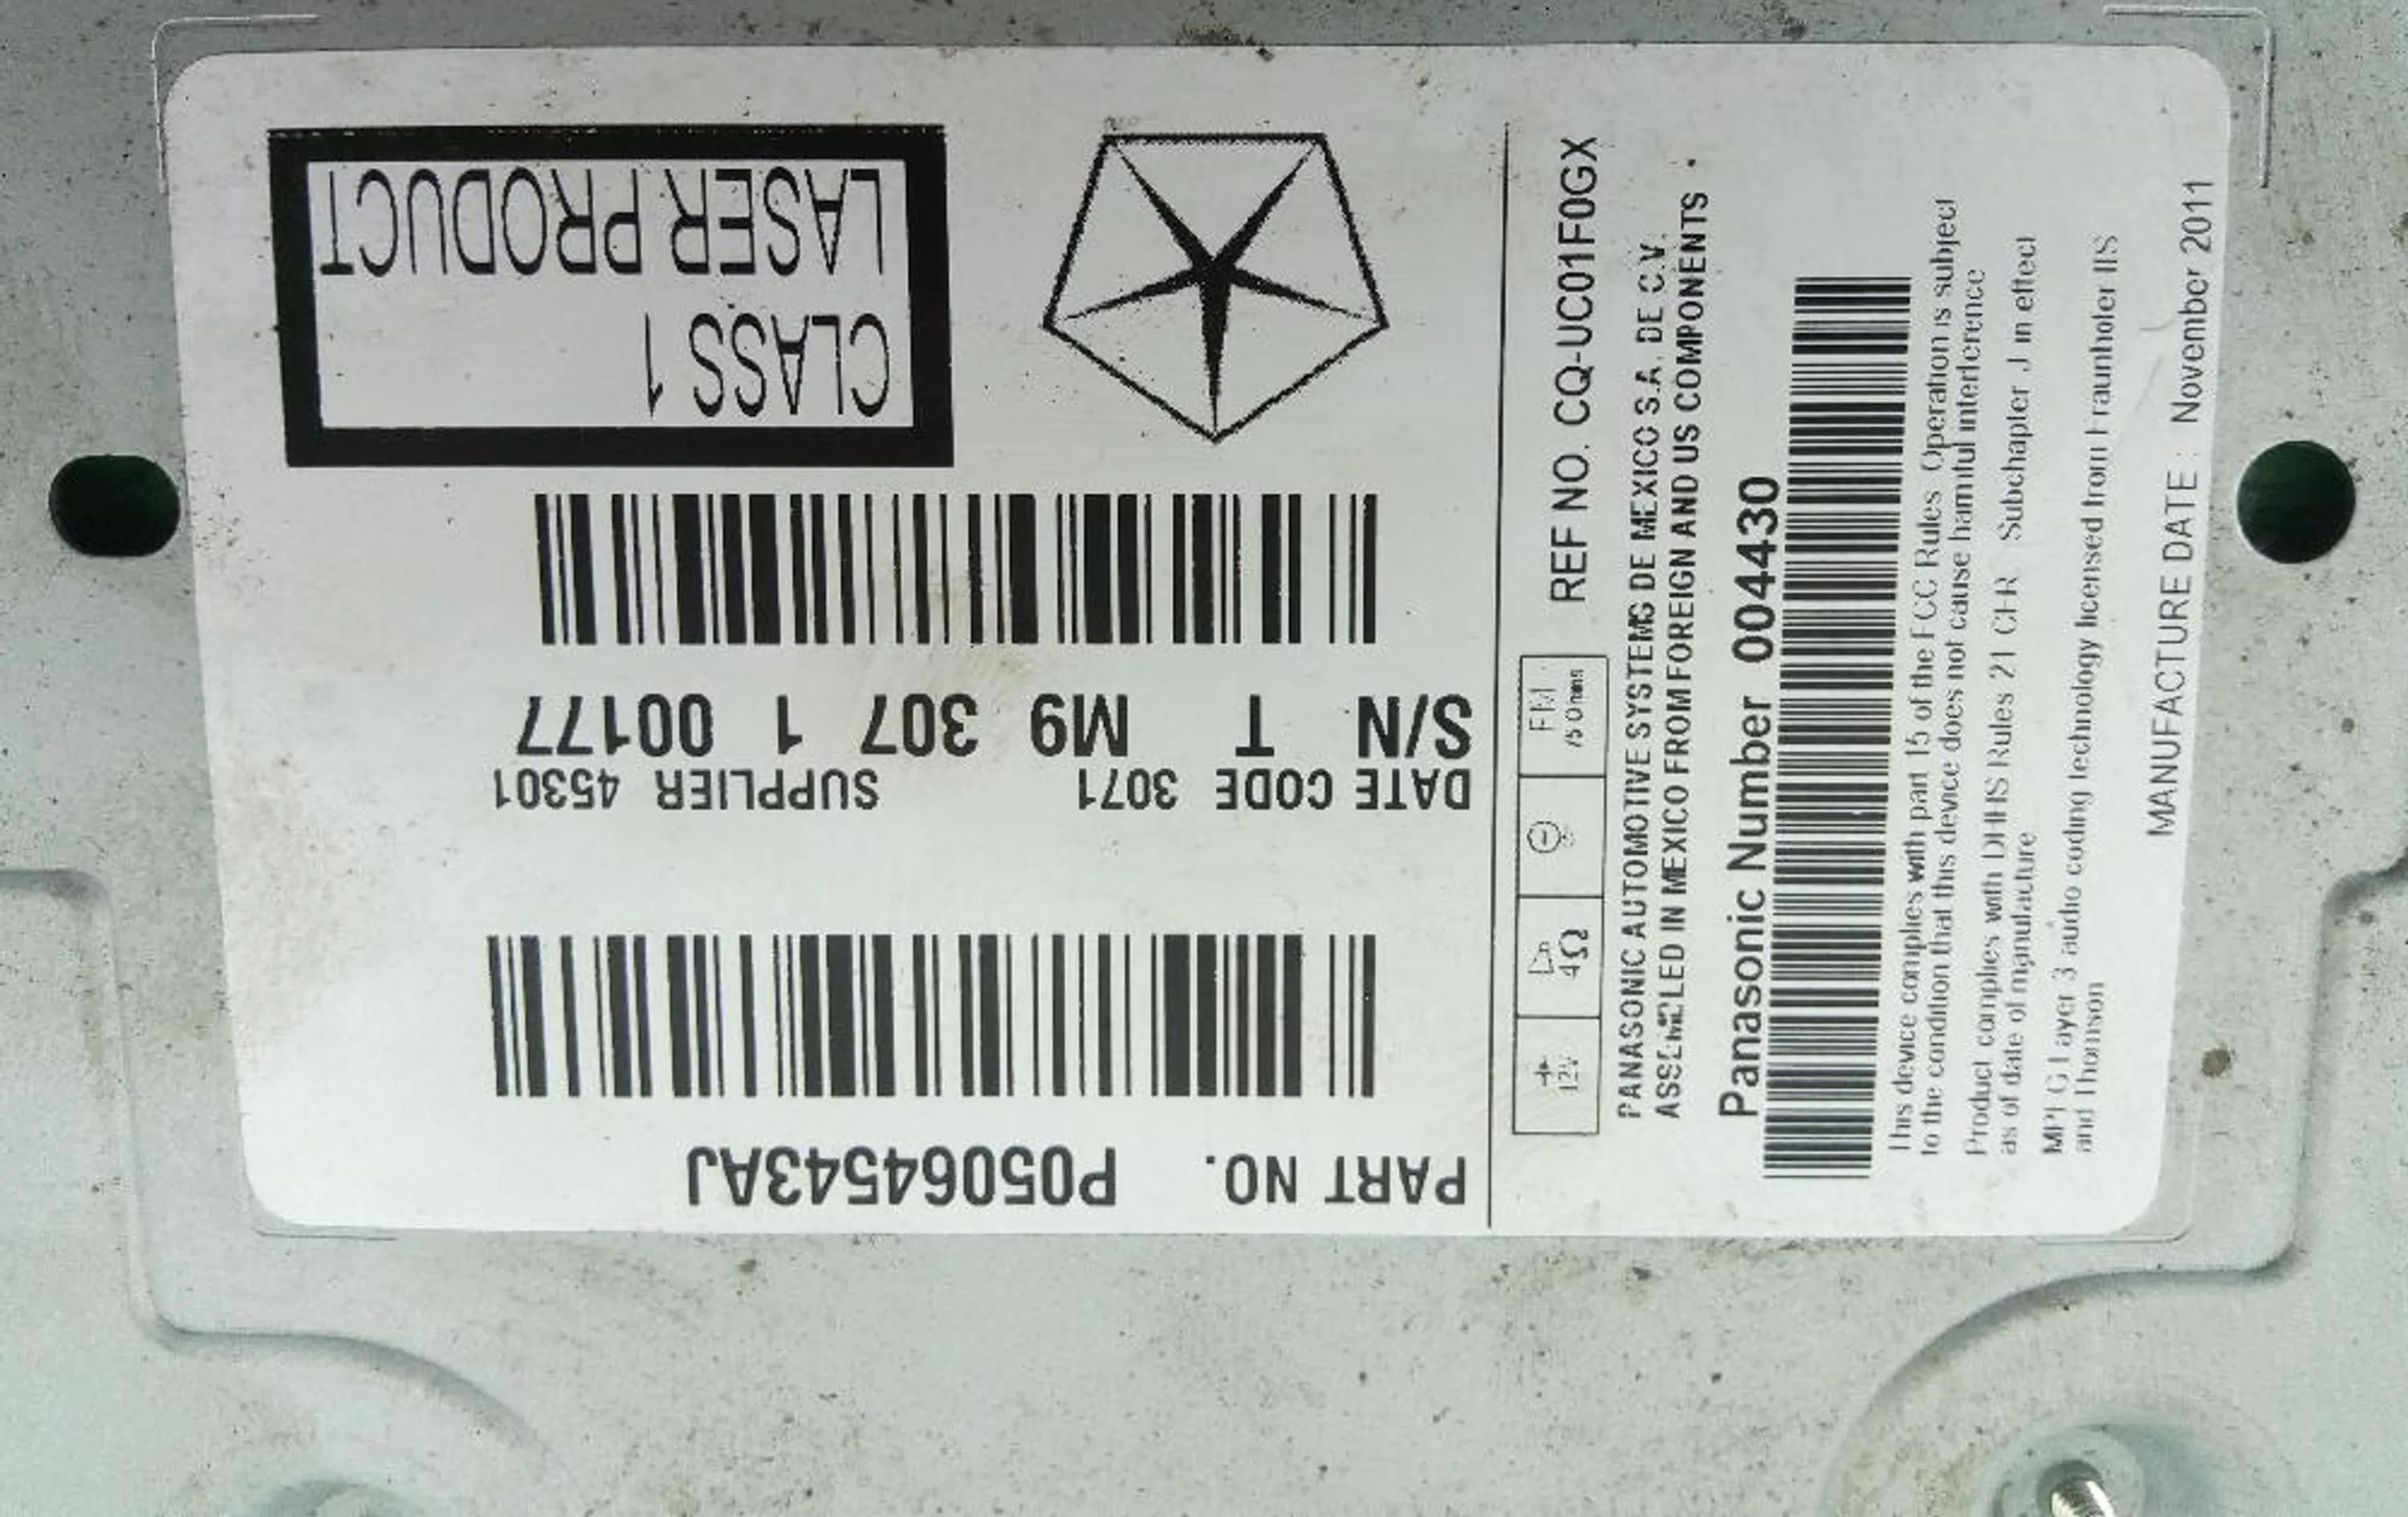 PART NO. P05064543AJ
DATE CODE 3071 SUPPLIER 45301
S/N T M9 307 1 00177
CLASS 1
LASER PRODUCT
REF NO. CQ-UC01F0GX
12V
4Ω
FM
75 Ohms
PANASONIC AUTOMOTIVE SYSTEMS DE MEXICO S.A. DE C.V.
ASSEMBLED IN MEXICO FROM FOREIGN AND US COMPONENTS .
Panasonic Number 004430
This device complies with part 15 of the FCC Rules. Operation is subject
to the condition that this device does not cause harmful interference
Product complies with DHHS Rules 21 CFR Subchapter J in effect
as of date of manufacture
MPEG Layer 3 audio coding technology licensed from Fraunhofer IIS
and Thomson
MANUFACTURE DATE : November 2011